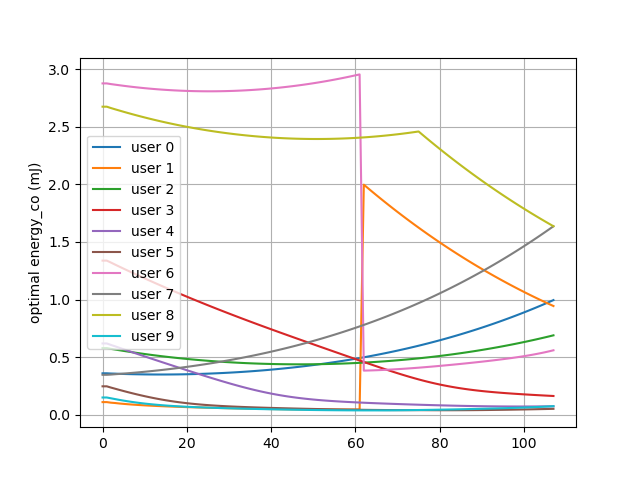 3.0
2.5
2.0
1.5
1.0
0.5
0.0
optimal energy_co (mJ)
user 0
user 1
user 2
user 3
user 4
user 5
user 6
user 7
user 8
user 9
0 20 40 60 80 100